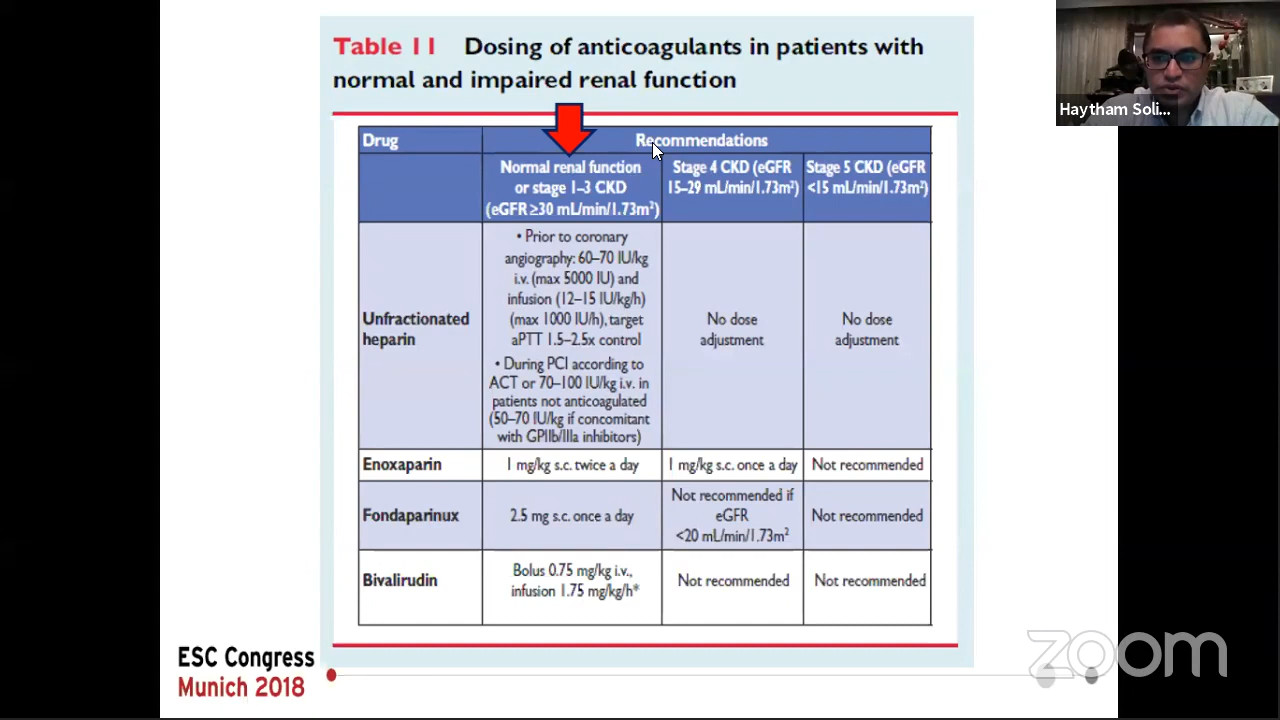 Table 11 Dosing of anticoagulants in patients with
normal and impaired renal function
Haytham Soli...
Drug
Recommendations
Normal renal function
or stage 1–3 CKD
(eGFR ≥30 mL/min/1.73m²)
Stage 4 CKD (eGFR
15–29 mL/min/1.73m²)
Stage 5 CKD (eGFR
<15 mL/min/1.73m²)
Unfractionated
heparin
• Prior to coronary
angiography: 60–70 IU/kg
i.v. (max 5000 IU) and
infusion (12–15 IU/kg/h)
(max 1000 IU/h), target
aPTT 1.5–2.5x control
• During PCI according to
ACT or 70–100 IU/kg i.v. in
patients not anticoagulated
(50–70 IU/kg if concomitant
with GPIIb/IIIa inhibitors)
No dose
adjustment
No dose
adjustment
Enoxaparin
1 mg/kg s.c. twice a day
1 mg/kg s.c. once a day
Not recommended
Fondaparinux
2.5 mg s.c. once a day
Not recommended if
eGFR
<20 mL/min/1.73m²
Not recommended
Bivalirudin
Bolus 0.75 mg/kg i.v.,
infusion 1.75 mg/kg/h*
Not recommended
Not recommended
ESC Congress
Munich 2018
zoom